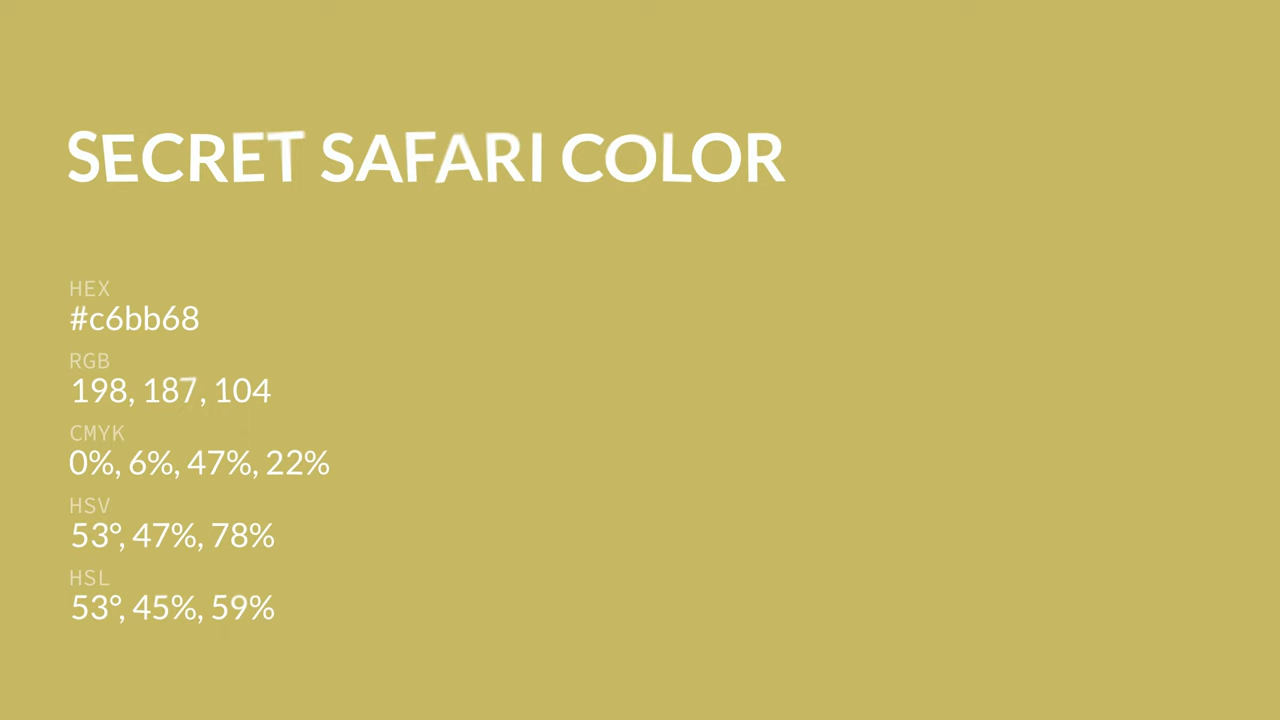 SECRET SAFARI COLOR
HEX
#c6bb68
RGB
198, 187, 104
CMYK
0%, 6%, 47%, 22%
HSV
53°, 47%, 78%
HSL
53°, 45%, 59%